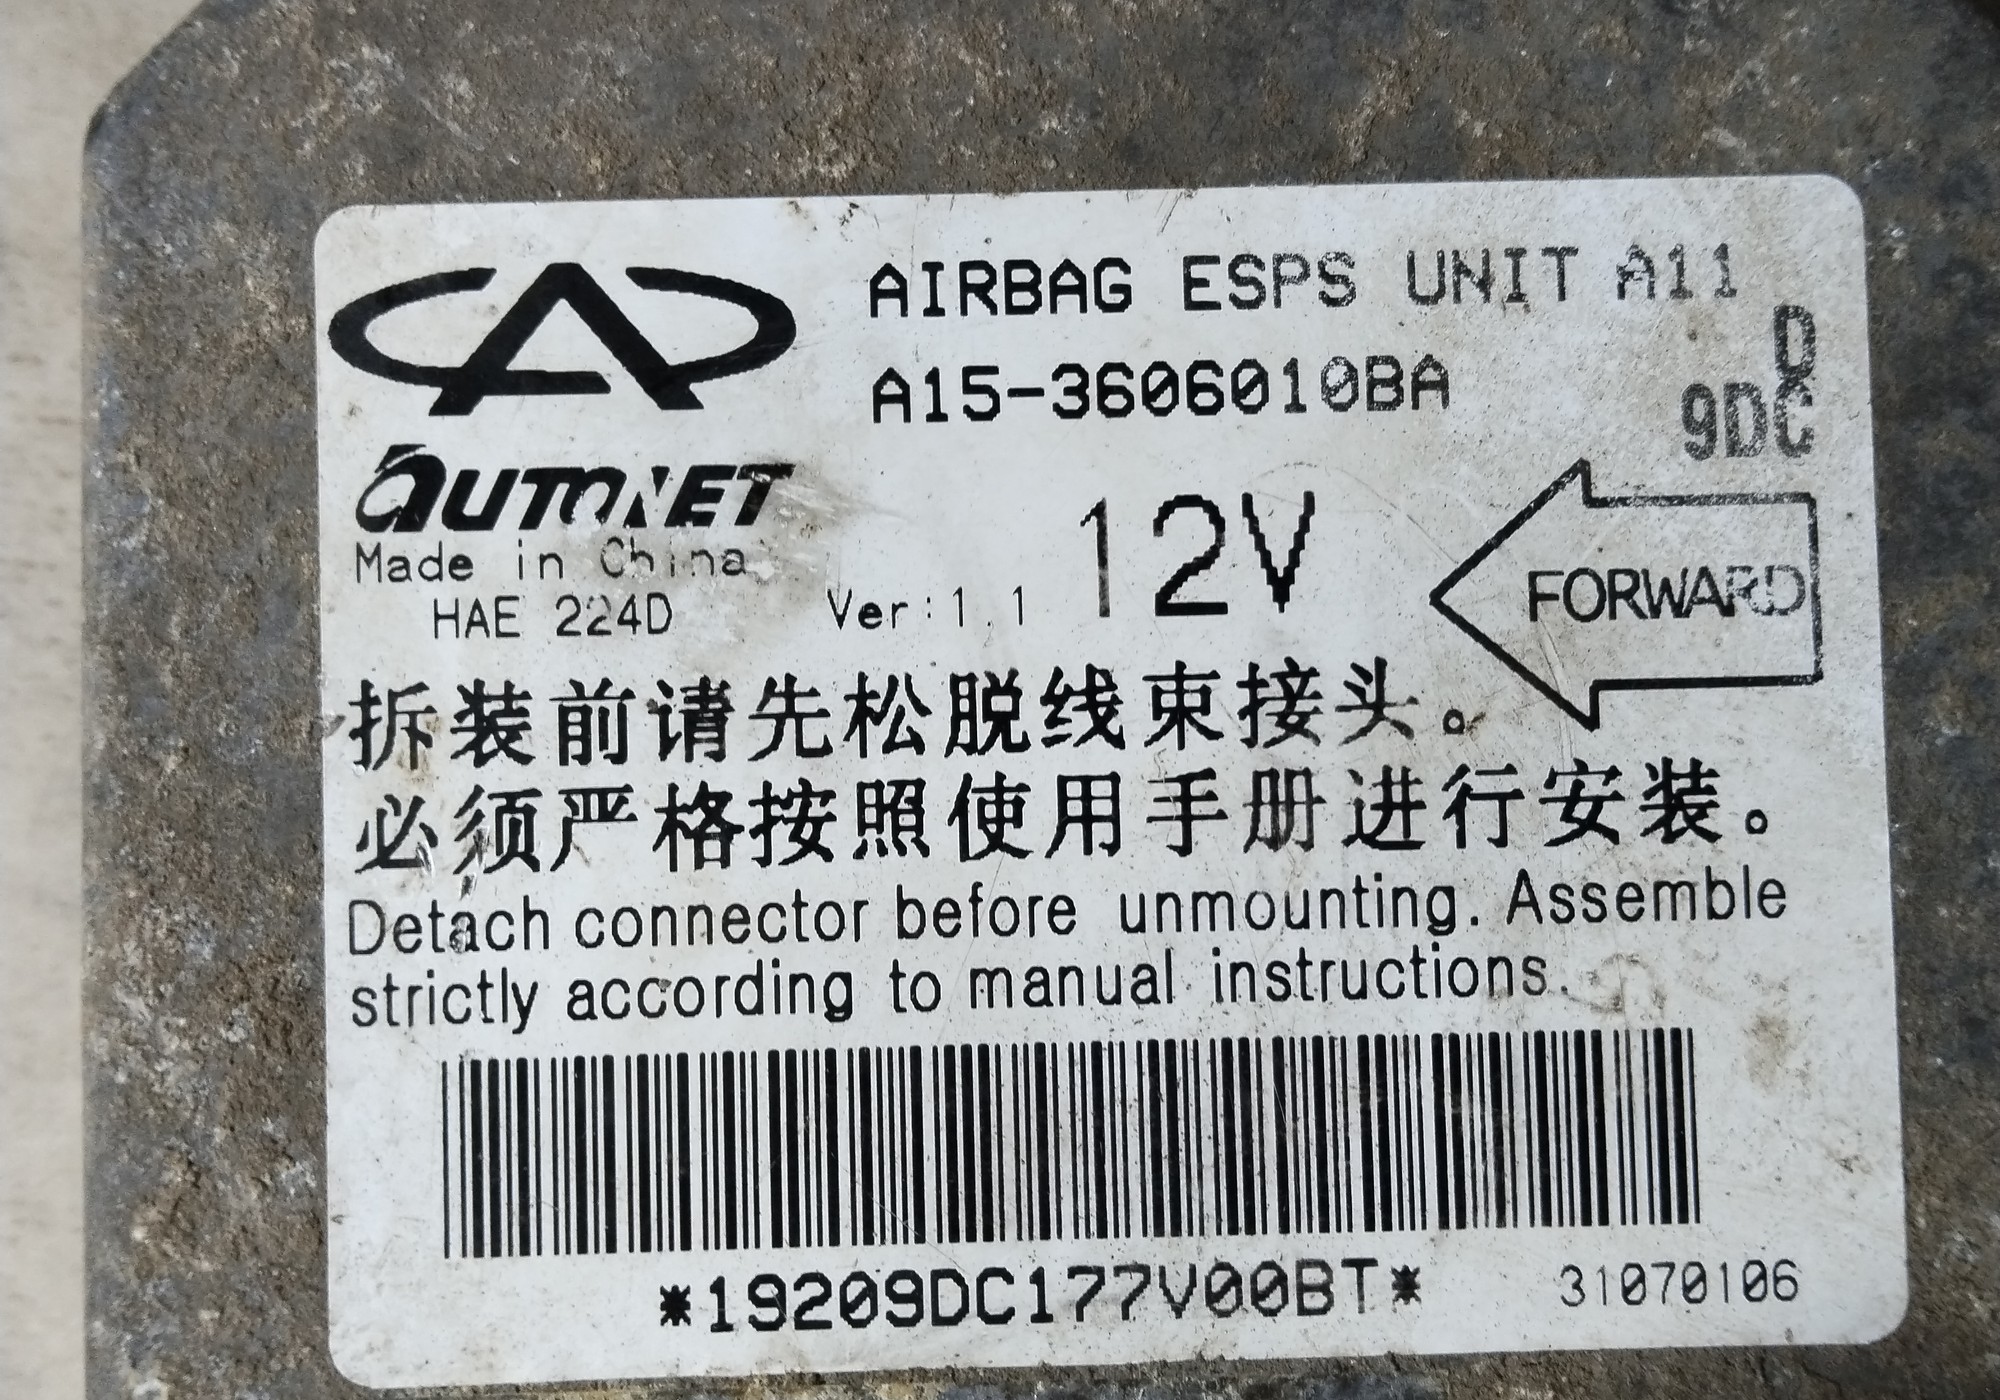 AIRBAG ESPS UNIT A11
D
A15-3606010BA
9DC
AUTONET
Made in China
12V
FORWARD
HAE 224D
Ver:1.1
拆装前请先松脱线束接头。
必须严格按照使用手册进行安装。
Detach connector before unmounting. Assemble
strictly according to manual instructions.
*19209DC177V00BT*
31070106